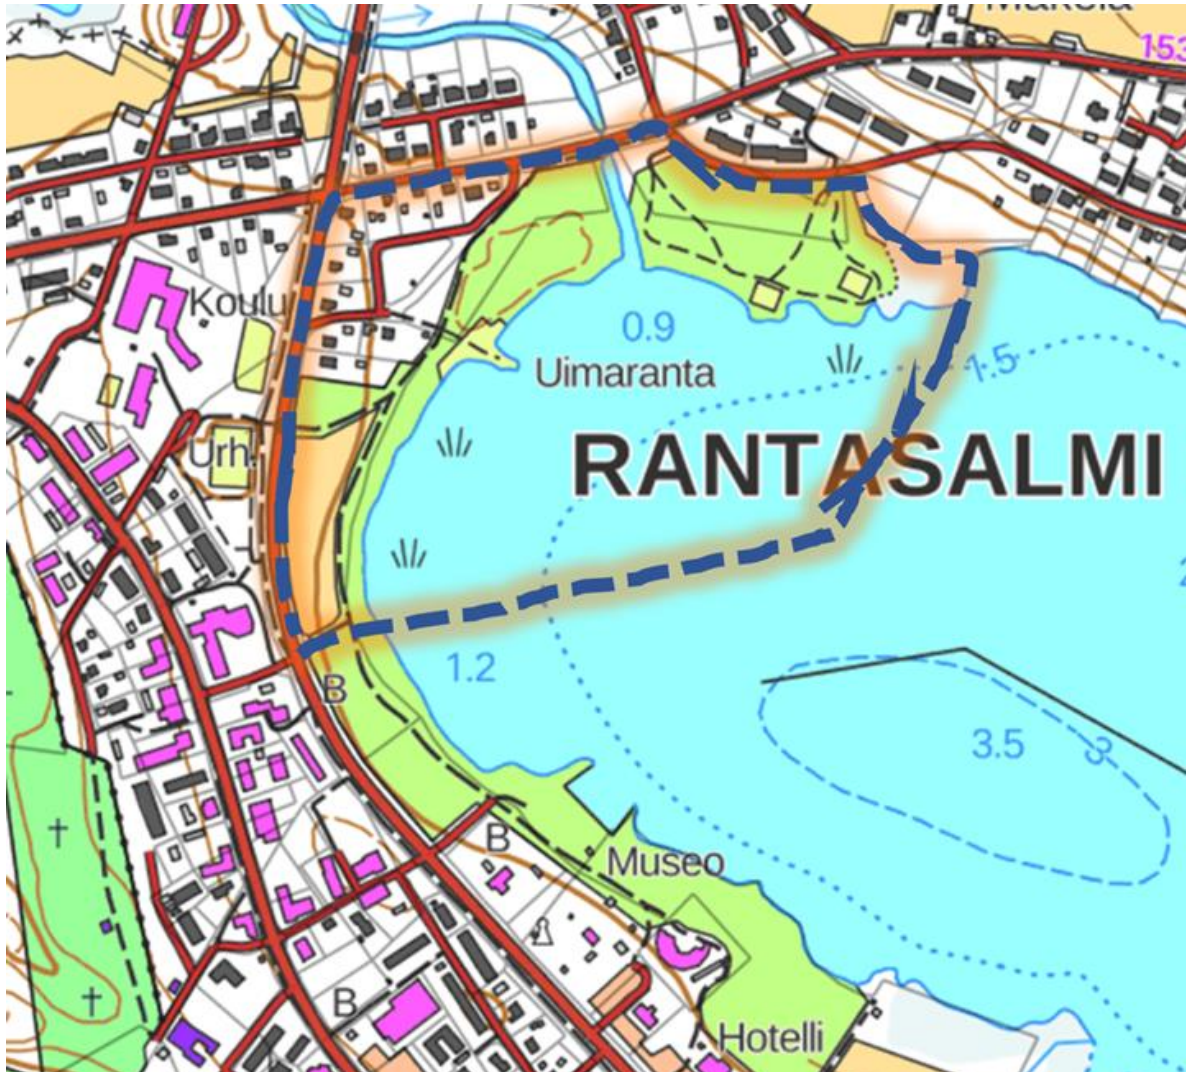 153
Koulu
0.9
Uimaranta
1.5
Urh.
RANTASALMI
1.2
B
3.5
3
B
Museo
B
Hotelli